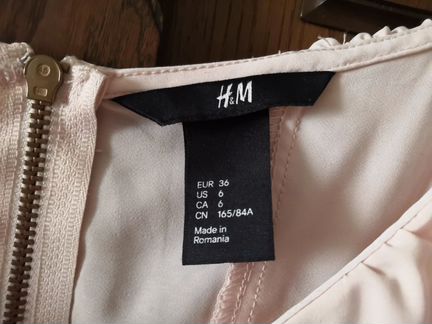 H&M
EUR 36
US 6
CA 6
CN 165/84A
Made in
Romania